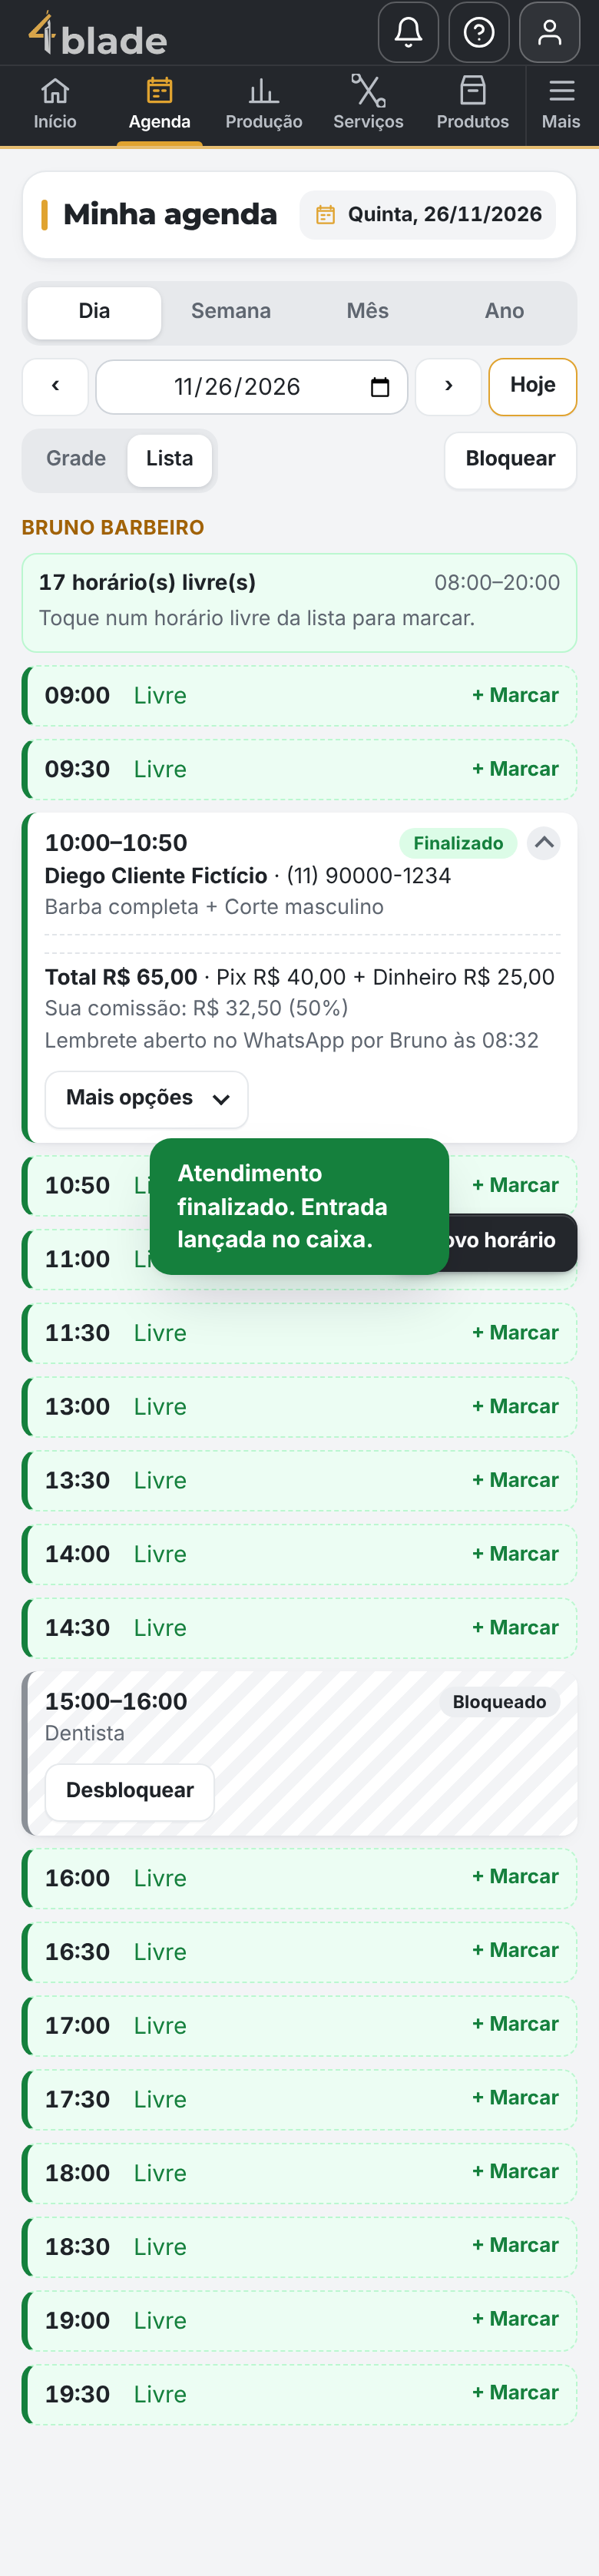 4blade
Início
Agenda
Produção
Serviços
Produtos
Mais
Minha agenda
Quinta, 26/11/2026
Dia
Semana
Mês
Ano
‹
11/26/2026
›
Hoje
Grade
Lista
Bloquear
BRUNO BARBEIRO
17 horário(s) livre(s) 08:00–20:00
Toque num horário livre da lista para marcar.
09:00 Livre + Marcar
09:30 Livre + Marcar
10:00–10:50 Finalizado
Diego Cliente Fictício · (11) 90000-1234
Barba completa + Corte masculino
Total R$ 65,00 · Pix R$ 40,00 + Dinheiro R$ 25,00
Sua comissão: R$ 32,50 (50%)
Lembrete aberto no WhatsApp por Bruno às 08:32
Mais opções
10:50 + Marcar
Atendimento
finalizado. Entrada
lançada no caixa.
11:00
horário
11:30 Livre + Marcar
13:00 Livre + Marcar
13:30 Livre + Marcar
14:00 Livre + Marcar
14:30 Livre + Marcar
15:00–16:00 Bloqueado
Dentista
Desbloquear
16:00 Livre + Marcar
16:30 Livre + Marcar
17:00 Livre + Marcar
17:30 Livre + Marcar
18:00 Livre + Marcar
18:30 Livre + Marcar
19:00 Livre + Marcar
19:30 Livre + Marcar